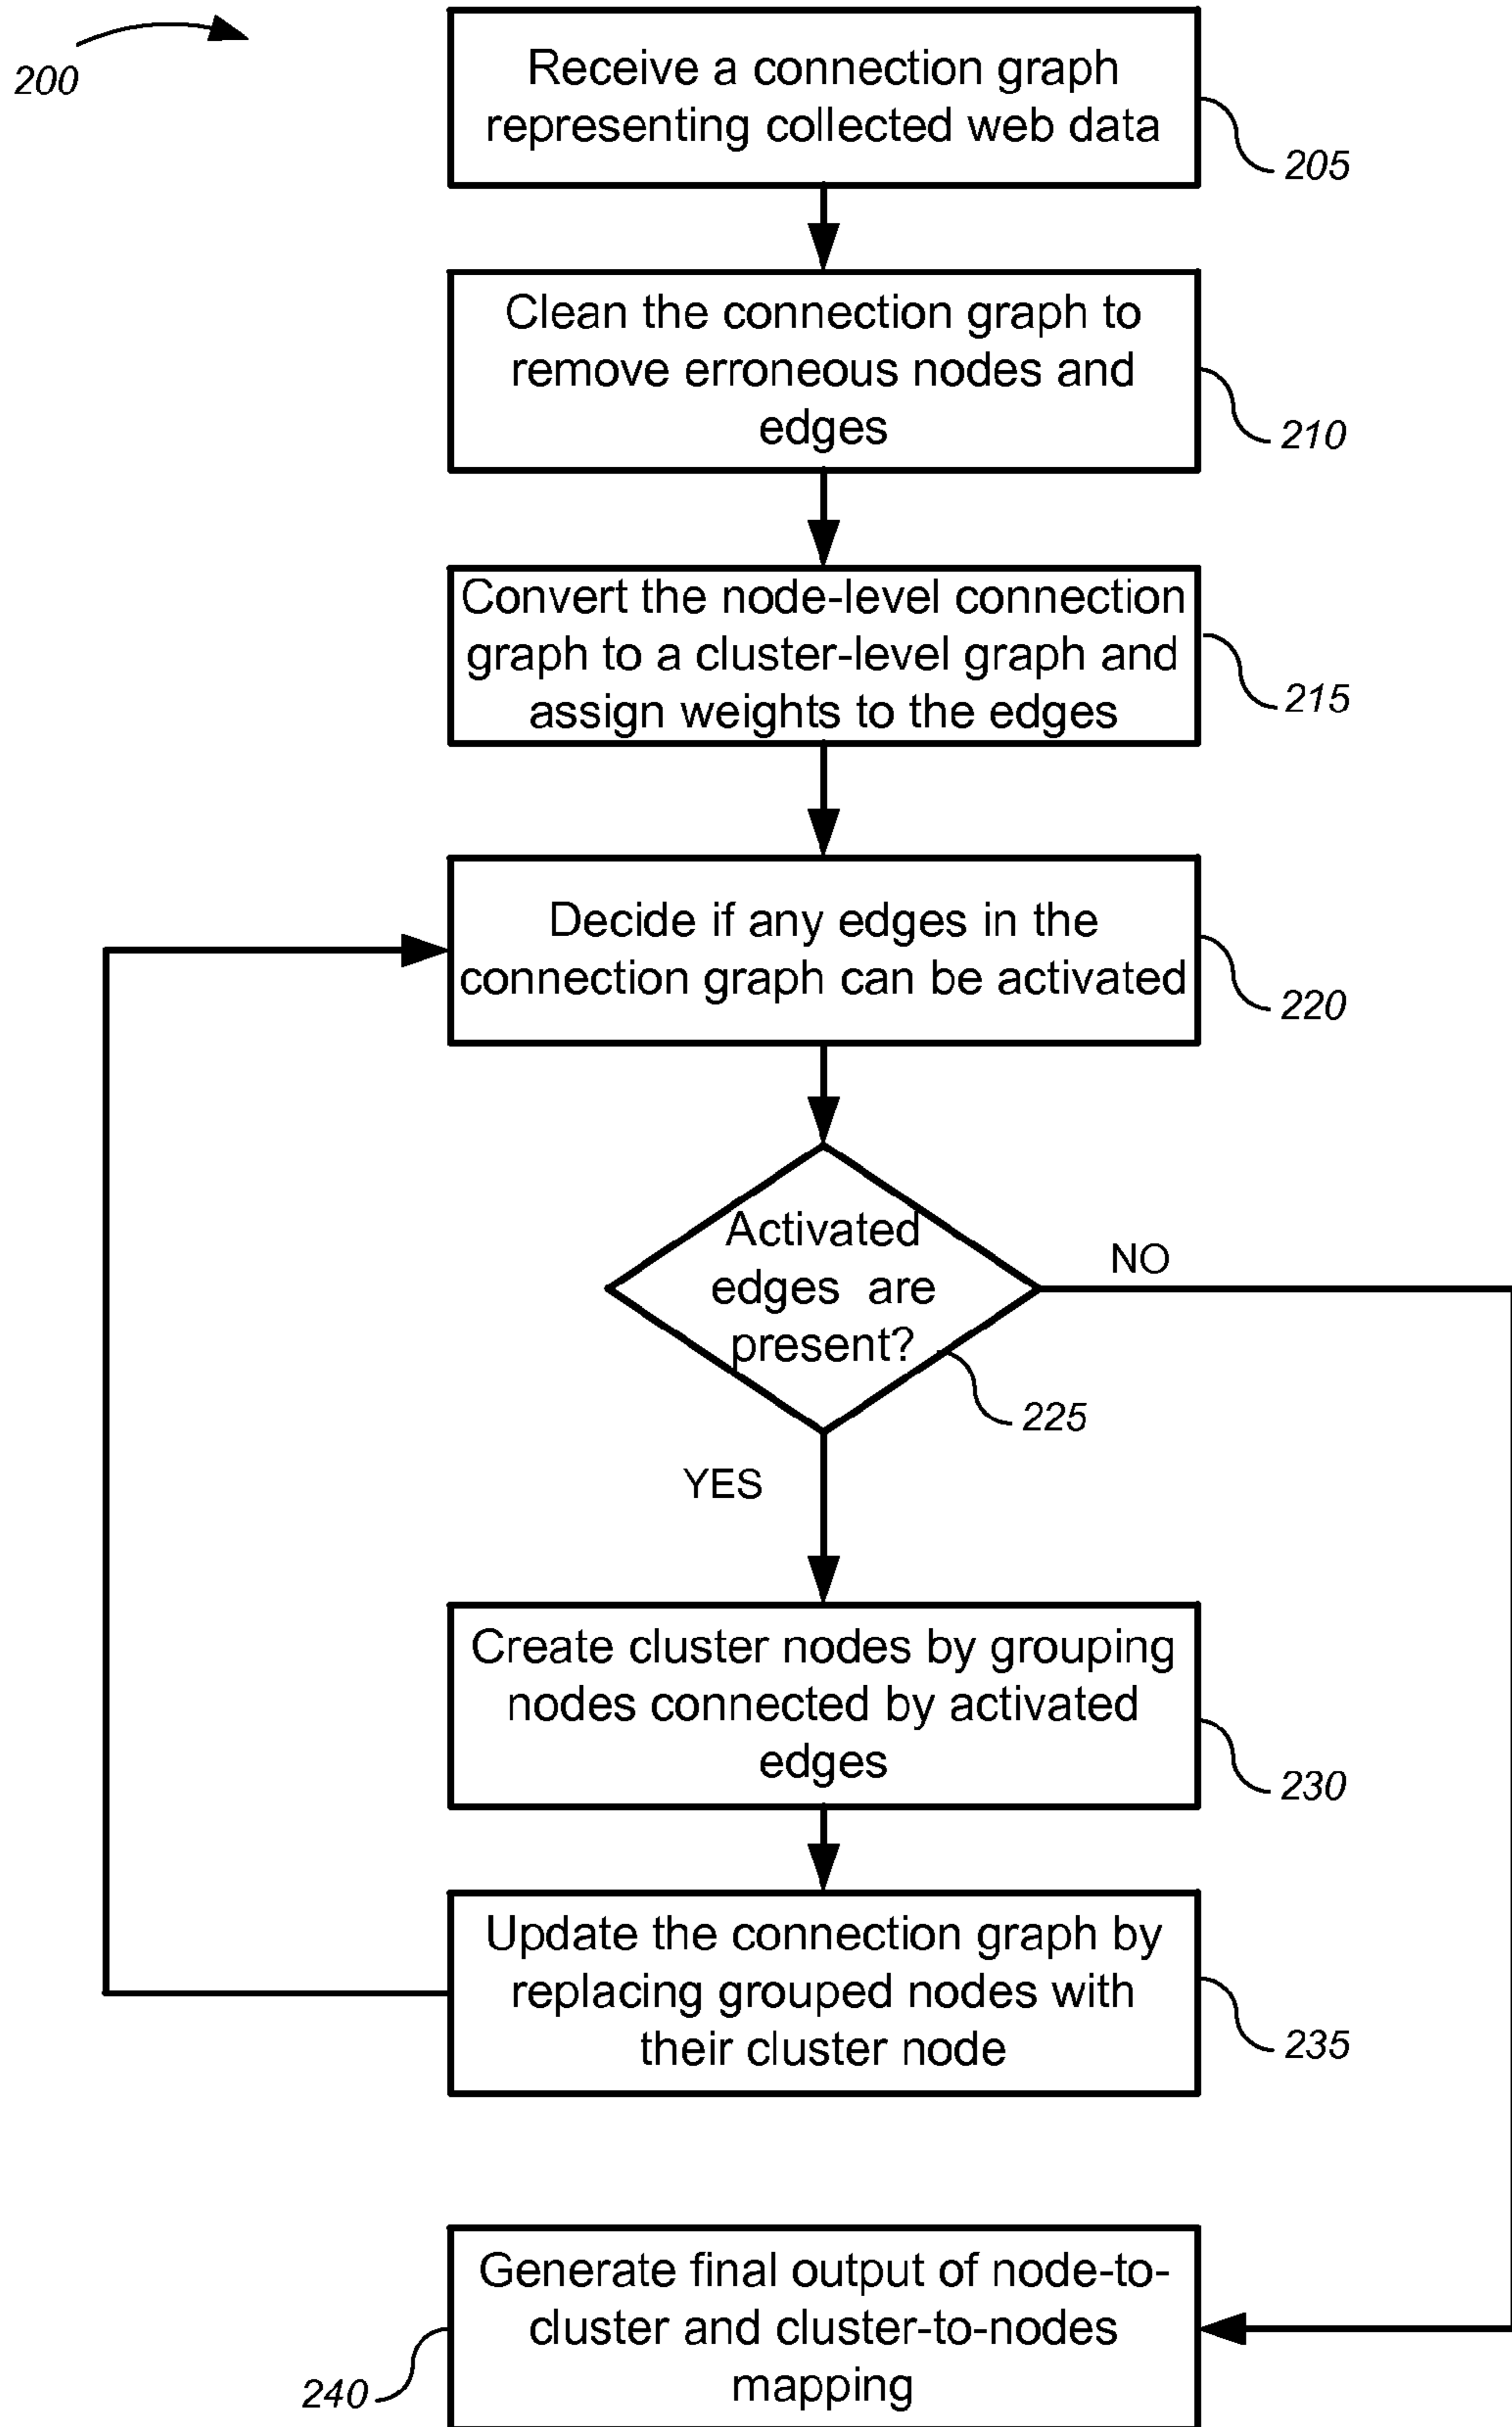 200
Receive a connection graph
representing collected web data
205
Clean the connection graph to
remove erroneous nodes and
edges
210
Convert the node-level connection
graph to a cluster-level graph and
assign weights to the edges
215
Decide if any edges in the
connection graph can be activated
220
Activated
edges are
present?
NO
225
YES
Create cluster nodes by grouping
nodes connected by activated
edges
230
Update the connection graph by
replacing grouped nodes with
their cluster node
235
Generate final output of node-to-
cluster and cluster-to-nodes
mapping
240